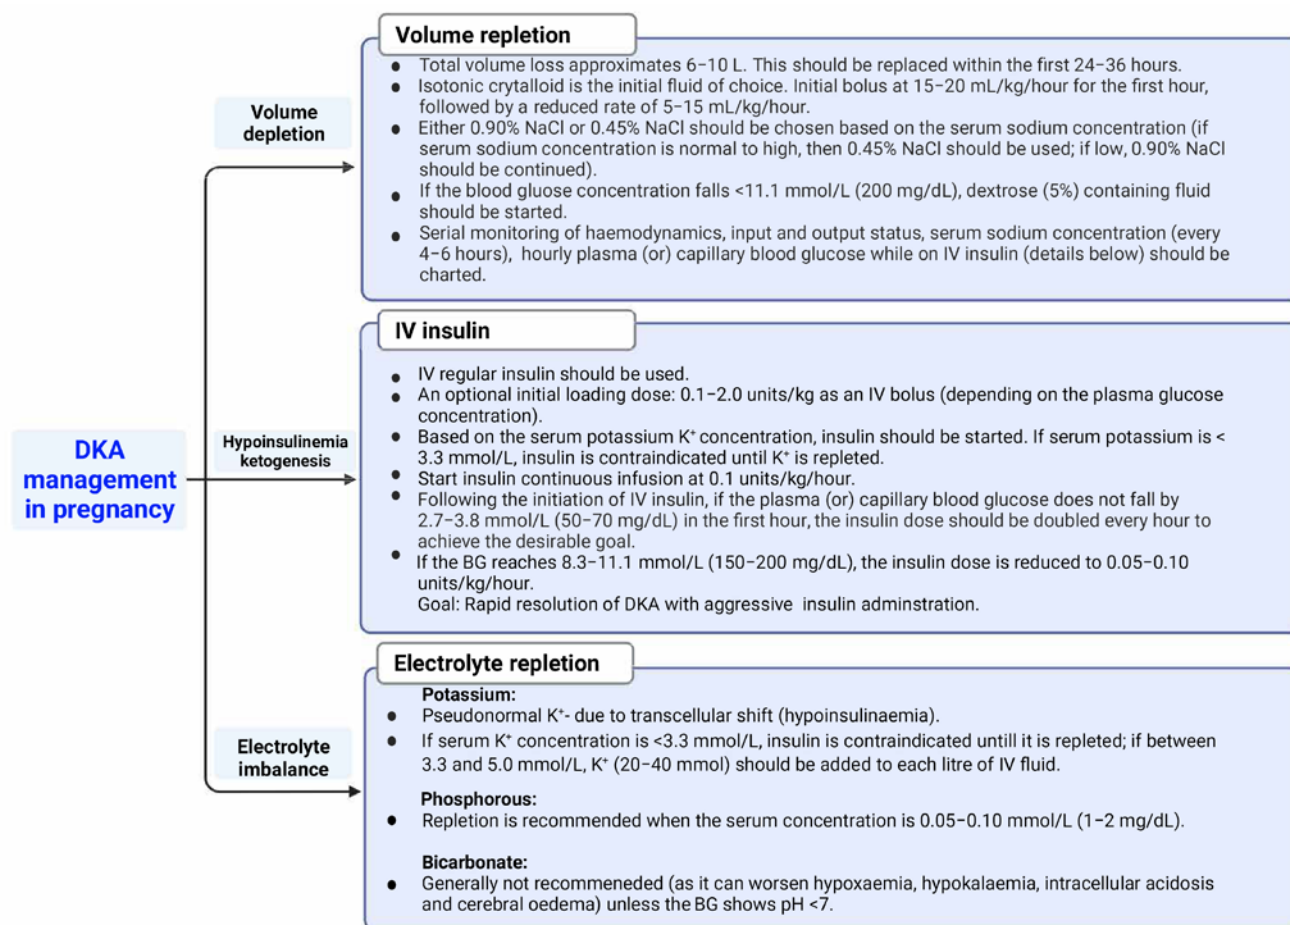 DKA
management
in pregnancy
Volume
depletion
Volume repletion
● Total volume loss approximates 6–10 L. This should be replaced within the first 24–36 hours.
● Isotonic crytalloid is the initial fluid of choice. Initial bolus at 15–20 mL/kg/hour for the first hour,
followed by a reduced rate of 5–15 mL/kg/hour.
● Either 0.90% NaCl or 0.45% NaCl should be chosen based on the serum sodium concentration (if
serum sodium concentration is normal to high, then 0.45% NaCl should be used; if low, 0.90% NaCl
should be continued).
● If the blood gluose concentration falls <11.1 mmol/L (200 mg/dL), dextrose (5%) containing fluid
should be started.
● Serial monitoring of haemodynamics, input and output status, serum sodium concentration (every
4–6 hours), hourly plasma (or) capillary blood glucose while on IV insulin (details below) should be
charted.
Hypoinsulinemia
ketogenesis
IV insulin
● IV regular insulin should be used.
● An optional initial loading dose: 0.1–2.0 units/kg as an IV bolus (depending on the plasma glucose
concentration).
● Based on the serum potassium K⁺ concentration, insulin should be started. If serum potassium is <
3.3 mmol/L, insulin is contraindicated until K⁺ is repleted.
● Start insulin continuous infusion at 0.1 units/kg/hour.
● Following the initiation of IV insulin, if the plasma (or) capillary blood glucose does not fall by
2.7–3.8 mmol/L (50–70 mg/dL) in the first hour, the insulin dose should be doubled every hour to
achieve the desirable goal.
● If the BG reaches 8.3–11.1 mmol/L (150–200 mg/dL), the insulin dose is reduced to 0.05–0.10
units/kg/hour.
Goal: Rapid resolution of DKA with aggressive insulin adminstration.
Electrolyte
imbalance
Electrolyte repletion
Potassium:
● Pseudonormal K⁺- due to transcellular shift (hypoinsulinaemia).
● If serum K⁺ concentration is <3.3 mmol/L, insulin is contraindicated untill it is repleted; if between
3.3 and 5.0 mmol/L, K⁺ (20–40 mmol) should be added to each litre of IV fluid.
Phosphorous:
● Repletion is recommended when the serum concentration is 0.05–0.10 mmol/L (1–2 mg/dL).
Bicarbonate:
● Generally not recommeneded (as it can worsen hypoxaemia, hypokalaemia, intracellular acidosis
and cerebral oedema) unless the BG shows pH <7.